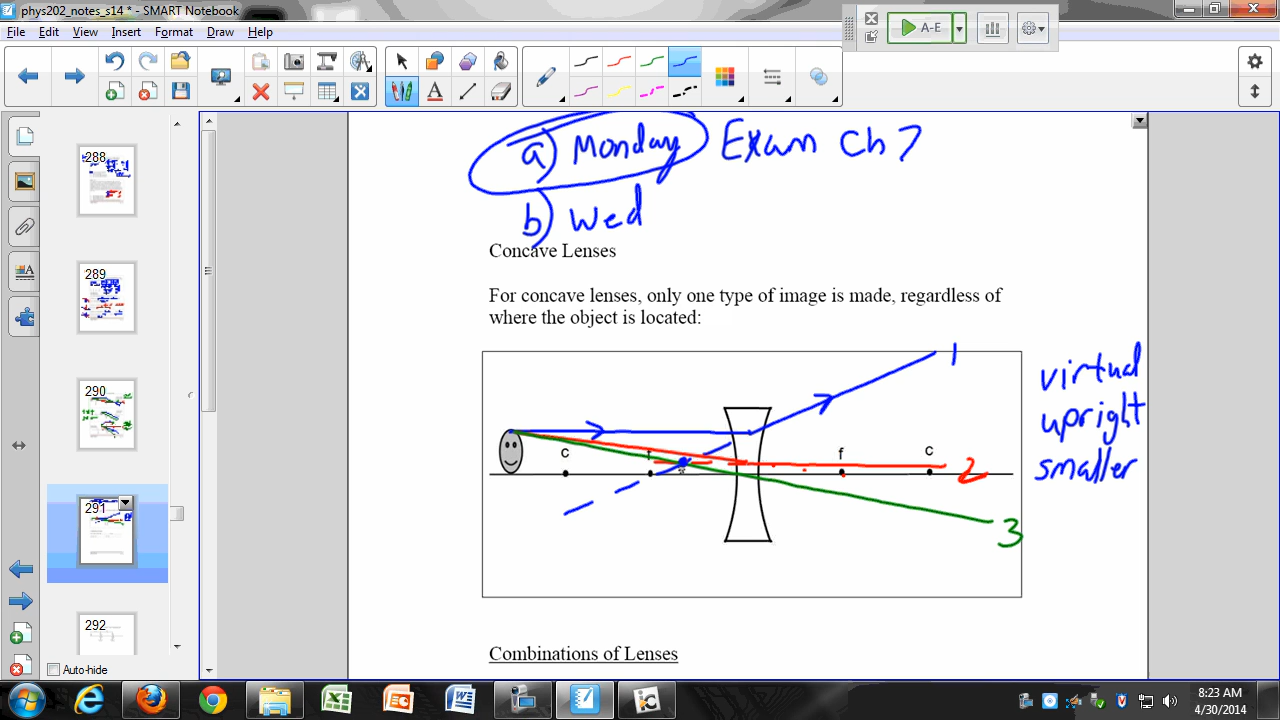 phys202_notes_s14 * - SMART Notebook
File Edit View Insert Format Draw Help
A-E
288
289
290
291
292
Auto-hide
a) Monday Exam Ch 7
b) Wed
Concave Lenses
For concave lenses, only one type of image is made, regardless of
where the object is located:
1
virtual
upright
smaller
c f f c
2
3
Combinations of Lenses
8:23 AM
4/30/2014